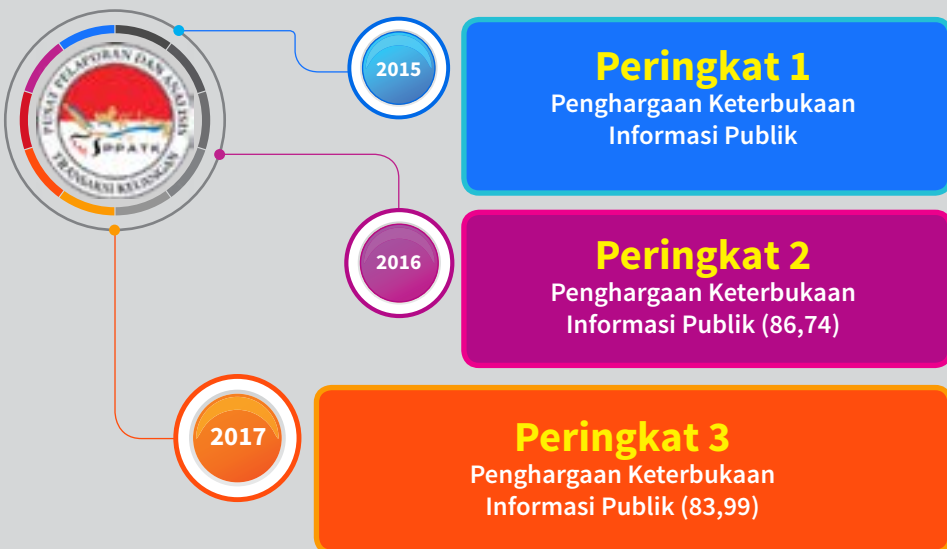 PUSAT PELAPORAN DAN ANALISIS
PPATK
TRANSAKSI KEUANGAN
2015
Peringkat 1
Penghargaan Keterbukaan
Informasi Publik
2016
Peringkat 2
Penghargaan Keterbukaan
Informasi Publik (86,74)
2017
Peringkat 3
Penghargaan Keterbukaan
Informasi Publik (83,99)